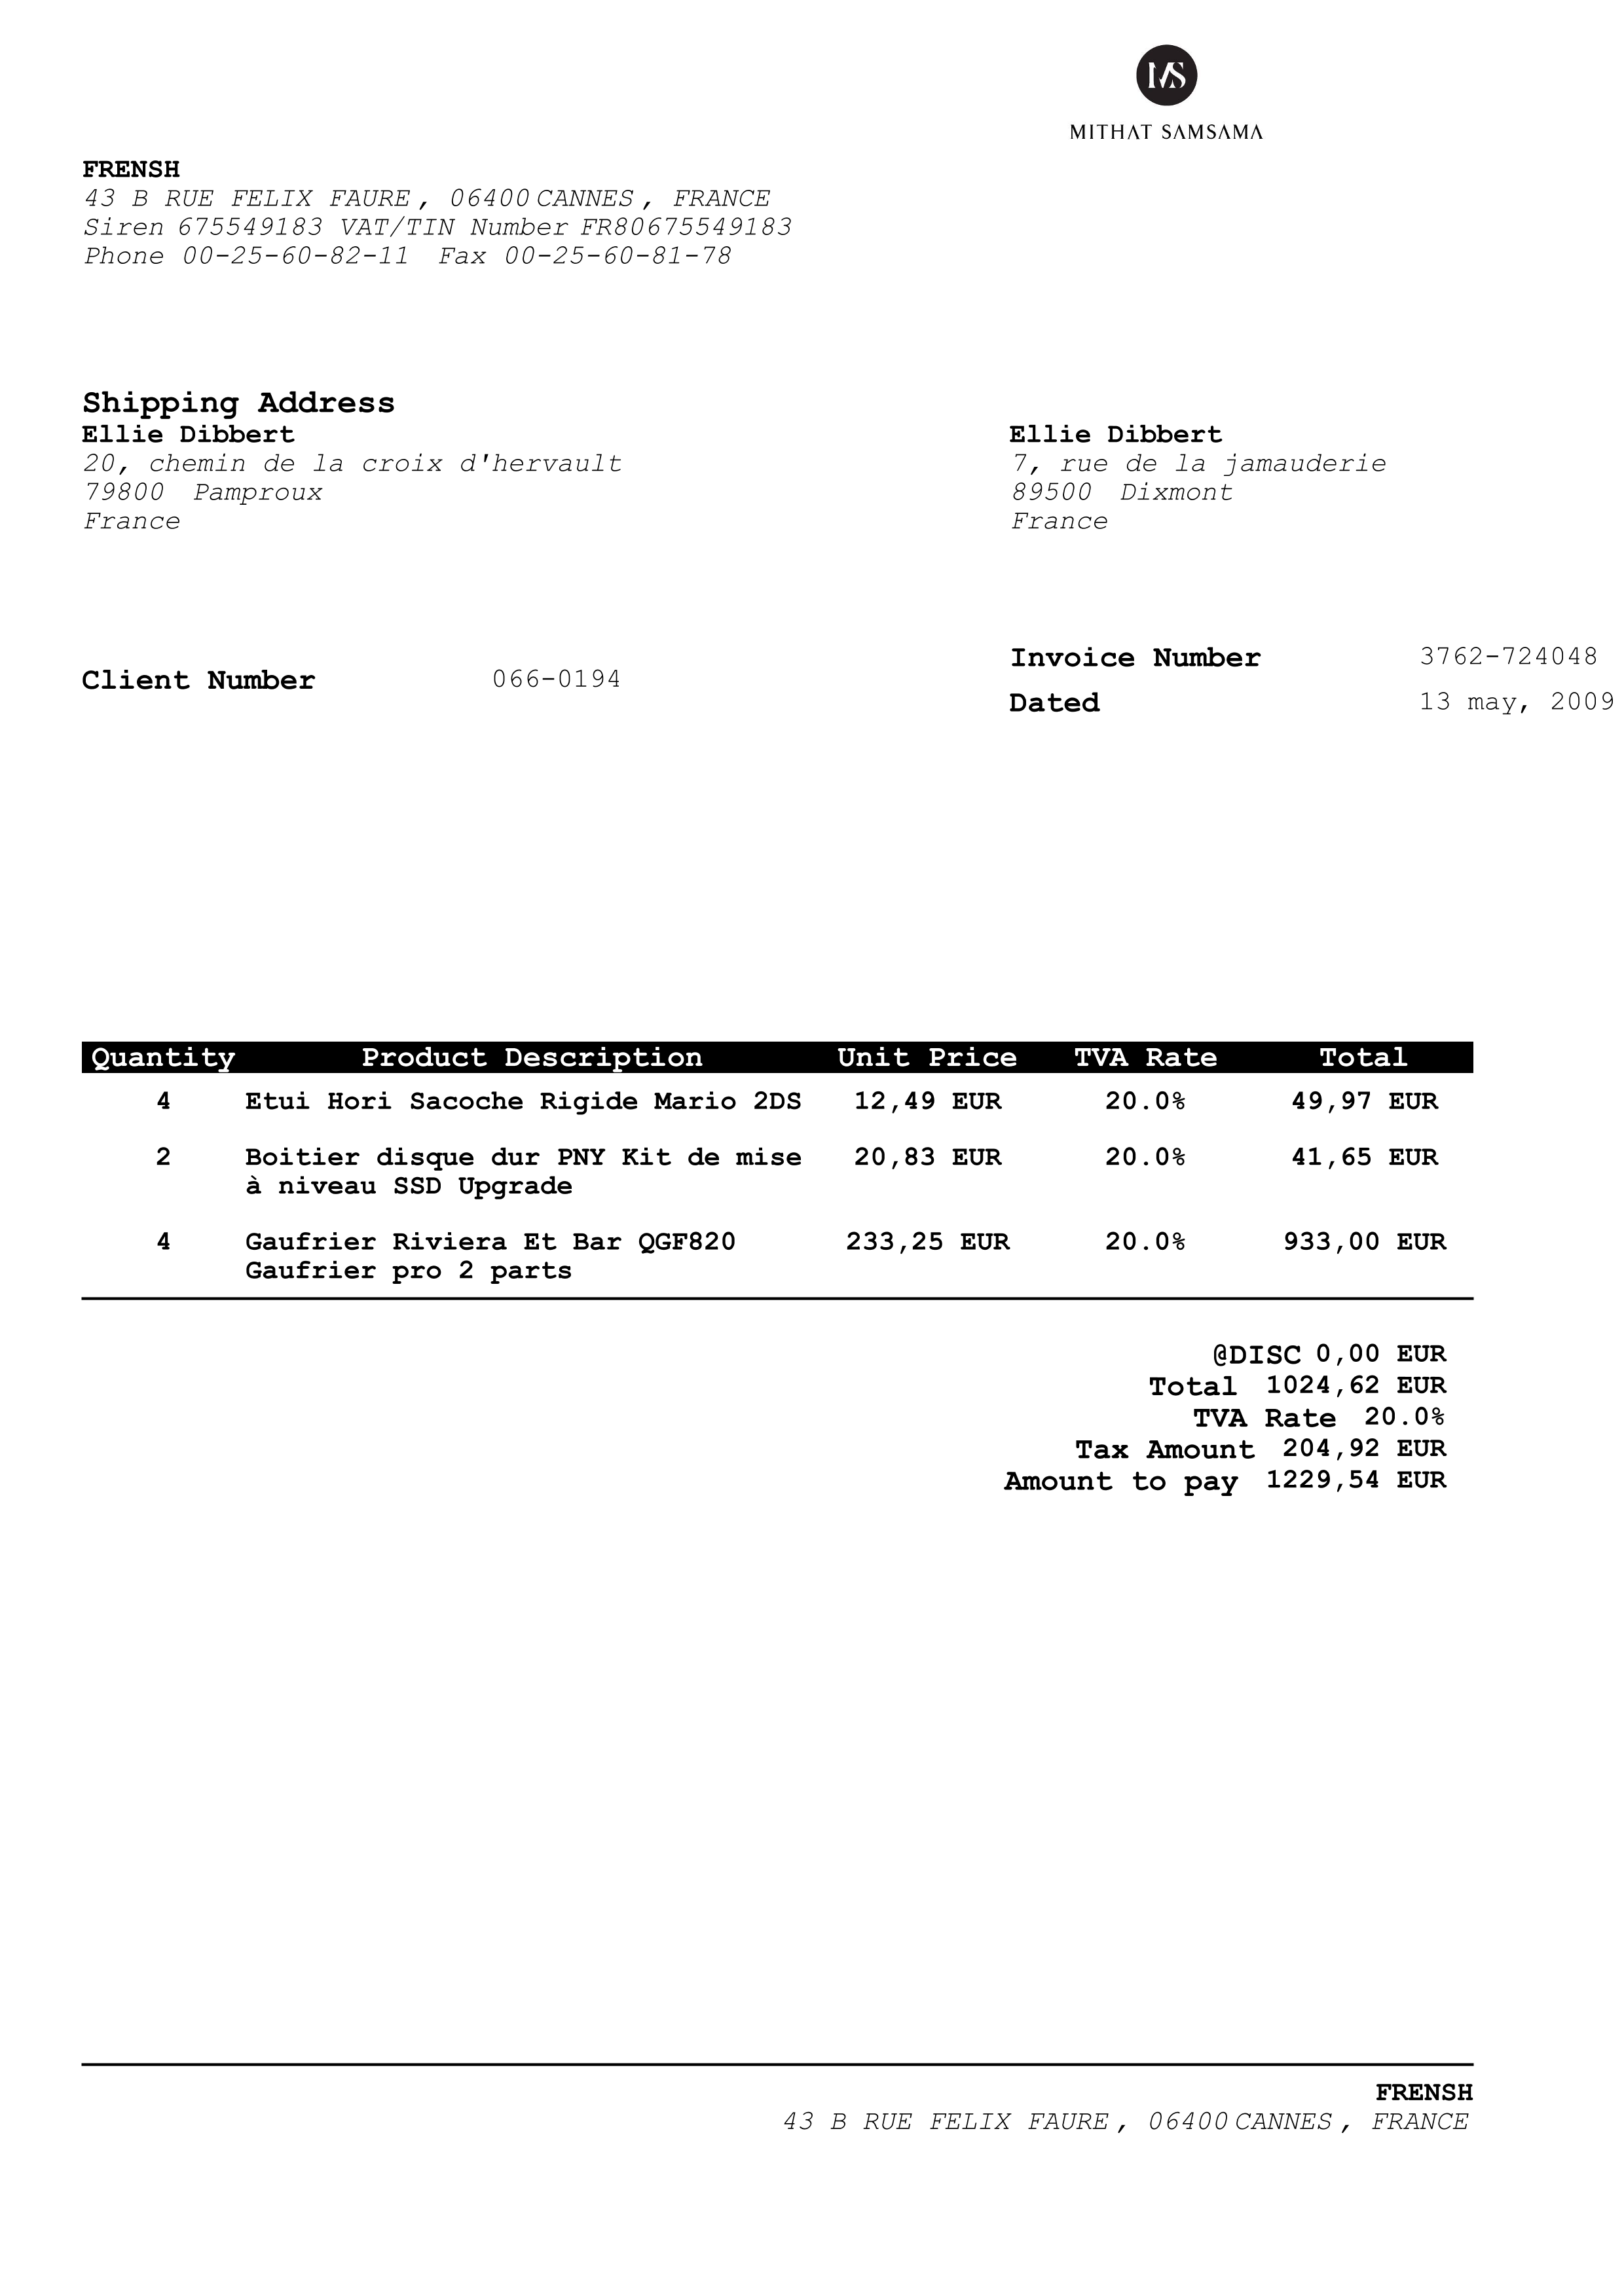 MS
MITHAT SAMSAMA
FRENSH
43 B RUE FELIX FAURE, 06400 CANNES, FRANCE
Siren 675549183 VAT/TIN Number FR80675549183
Phone 00-25-60-82-11 Fax 00-25-60-81-78
Shipping Address
Ellie Dibbert
20, chemin de la croix d'hervault
79800 Pamproux
France
Ellie Dibbert
7, rue de la jamauderie
89500 Dixmont
France
Client Number 066-0194
Invoice Number 3762-724048
Dated 13 may, 2009
Quantity Product Description Unit Price TVA Rate Total
4 Etui Hori Sacoche Rigide Mario 2DS 12,49 EUR 20.0% 49,97 EUR
2 Boitier disque dur PNY Kit de mise 20,83 EUR 20.0% 41,65 EUR
à niveau SSD Upgrade
4 Gaufrier Riviera Et Bar QGF820 233,25 EUR 20.0% 933,00 EUR
Gaufrier pro 2 parts
@DISC 0,00 EUR
Total 1024,62 EUR
TVA Rate 20.0%
Tax Amount 204,92 EUR
Amount to pay 1229,54 EUR
FRENSH
43 B RUE FELIX FAURE, 06400 CANNES, FRANCE